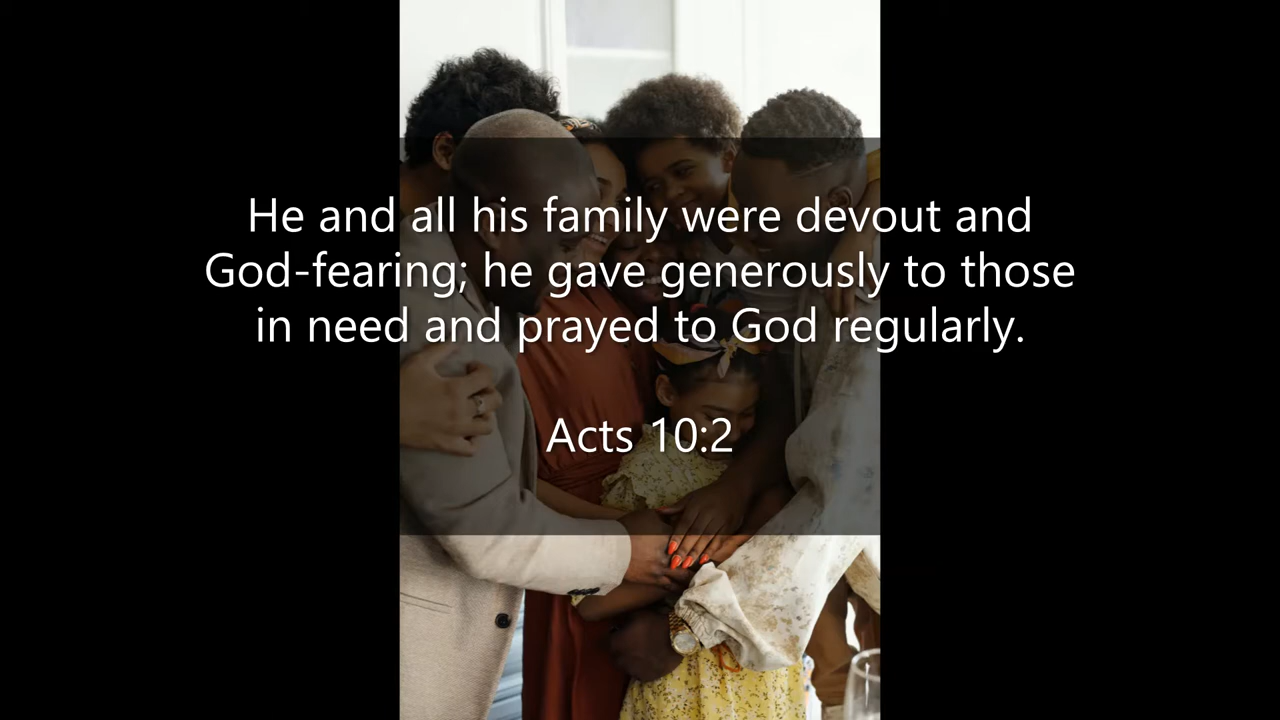 He and all his family were devout and
God-fearing; he gave generously to those
in need and prayed to God regularly.
Acts 10:2